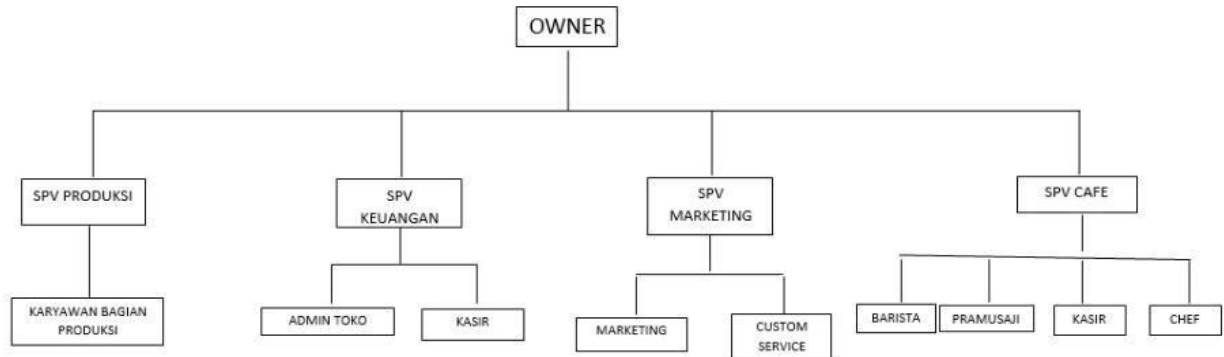 OWNER
SPV PRODUKSI
SPV
KEUANGAN
SPV
MARKETING
SPV CAFE
KARYAWAN BAGIAN
PRODUKSI
ADMIN TOKO
KASIR
MARKETING
CUSTOM
SERVICE
BARISTA
PRAMUSAJI
KASIR
CHEF